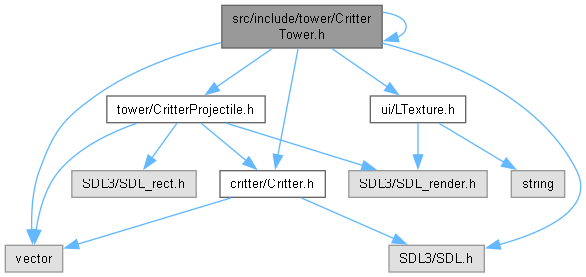 src/include/tower/Critter
Tower.h
tower/CritterProjectile.h
ui/LTexture.h
SDL3/SDL_rect.h
critter/Critter.h
SDL3/SDL_render.h
string
vector
SDL3/SDL.h